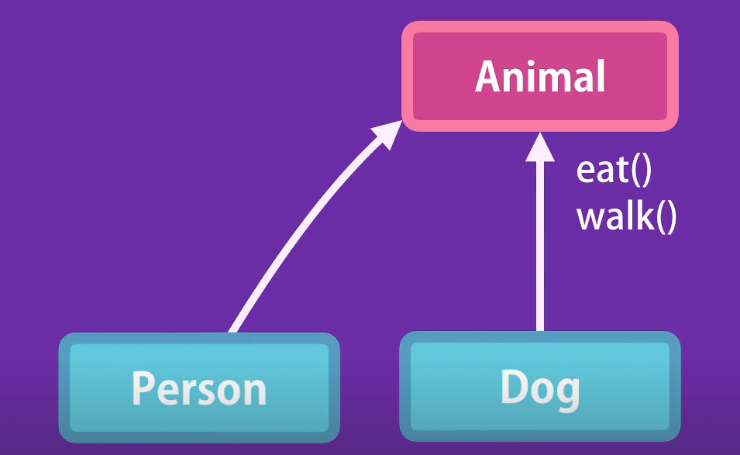 Animal
eat()
walk()
Person
Dog